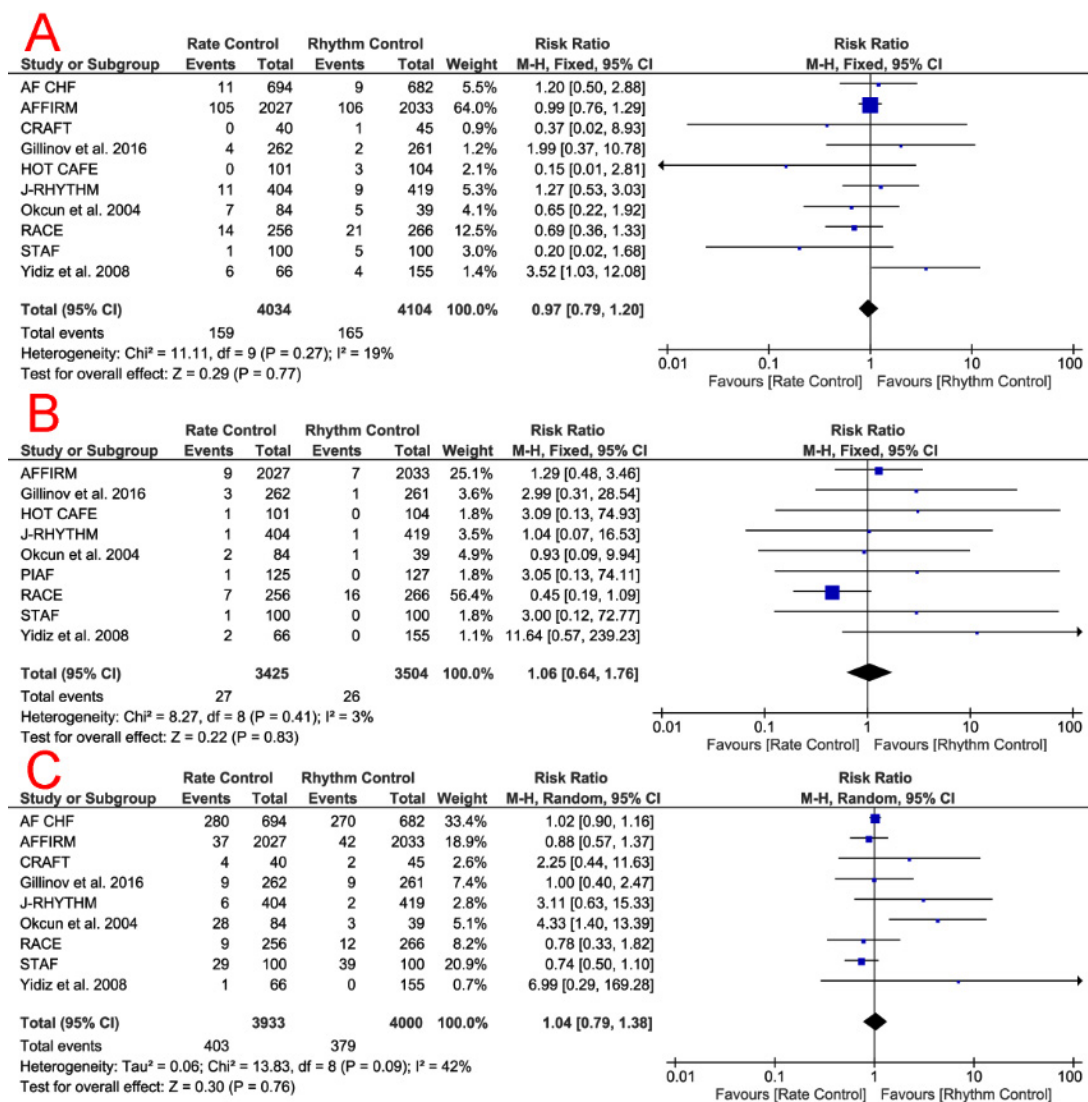 A
Rate Control Rhythm Control Risk Ratio Risk Ratio
Study or Subgroup Events Total Events Total Weight M-H, Fixed, 95% CI M-H, Fixed, 95% CI
AF CHF 11 694 9 682 5.5% 1.20 [0.50, 2.88]
AFFIRM 105 2027 106 2033 64.0% 0.99 [0.76, 1.29]
CRAFT 0 40 1 45 0.9% 0.37 [0.02, 8.93]
Gillinov et al. 2016 4 262 2 261 1.2% 1.99 [0.37, 10.78]
HOT CAFE 0 101 3 104 2.1% 0.15 [0.01, 2.81]
J-RHYTHM 11 404 9 419 5.3% 1.27 [0.53, 3.03]
Okcun et al. 2004 7 84 5 39 4.1% 0.65 [0.22, 1.92]
RACE 14 256 21 266 12.5% 0.69 [0.36, 1.33]
STAF 1 100 5 100 3.0% 0.20 [0.02, 1.68]
Yidiz et al. 2008 6 66 4 155 1.4% 3.52 [1.03, 12.08]
Total (95% CI) 4034 4104 100.0% 0.97 [0.79, 1.20]
Total events 159 165
Heterogeneity: Chi² = 11.11, df = 9 (P = 0.27); I² = 19%
Test for overall effect: Z = 0.29 (P = 0.77)
0.01 0.1 1 10 100
Favours [Rate Control] Favours [Rhythm Control]
B
Rate Control Rhythm Control Risk Ratio Risk Ratio
Study or Subgroup Events Total Events Total Weight M-H, Fixed, 95% CI M-H, Fixed, 95% CI
AFFIRM 9 2027 7 2033 25.1% 1.29 [0.48, 3.46]
Gillinov et al. 2016 3 262 1 261 3.6% 2.99 [0.31, 28.54]
HOT CAFE 1 101 0 104 1.8% 3.09 [0.13, 74.93]
J-RHYTHM 1 404 1 419 3.5% 1.04 [0.07, 16.53]
Okcun et al. 2004 2 84 1 39 4.9% 0.93 [0.09, 9.94]
PIAF 1 125 0 127 1.8% 3.05 [0.13, 74.11]
RACE 7 256 16 266 56.4% 0.45 [0.19, 1.09]
STAF 1 100 0 100 1.8% 3.00 [0.12, 72.77]
Yidiz et al. 2008 2 66 0 155 1.1% 11.64 [0.57, 239.23]
Total (95% CI) 3425 3504 100.0% 1.06 [0.64, 1.76]
Total events 27 26
Heterogeneity: Chi² = 8.27, df = 8 (P = 0.41); I² = 3%
Test for overall effect: Z = 0.22 (P = 0.83)
0.01 0.1 1 10 100
Favours [Rate Control] Favours [Rhythm Control]
C
Rate Control Rhythm Control Risk Ratio Risk Ratio
Study or Subgroup Events Total Events Total Weight M-H, Random, 95% CI M-H, Random, 95% CI
AF CHF 280 694 270 682 33.4% 1.02 [0.90, 1.16]
AFFIRM 37 2027 42 2033 18.9% 0.88 [0.57, 1.37]
CRAFT 4 40 2 45 2.6% 2.25 [0.44, 11.63]
Gillinov et al. 2016 9 262 9 261 7.4% 1.00 [0.40, 2.47]
J-RHYTHM 6 404 2 419 2.8% 3.11 [0.63, 15.33]
Okcun et al. 2004 28 84 3 39 5.1% 4.33 [1.40, 13.39]
RACE 9 256 12 266 8.2% 0.78 [0.33, 1.82]
STAF 29 100 39 100 20.9% 0.74 [0.50, 1.10]
Yidiz et al. 2008 1 66 0 155 0.7% 6.99 [0.29, 169.28]
Total (95% CI) 3933 4000 100.0% 1.04 [0.79, 1.38]
Total events 403 379
Heterogeneity: Tau² = 0.06; Chi² = 13.83, df = 8 (P = 0.09); I² = 42%
Test for overall effect: Z = 0.30 (P = 0.76)
0.01 0.1 1 10 100
Favours [Rate Control] Favours [Rhythm Control]